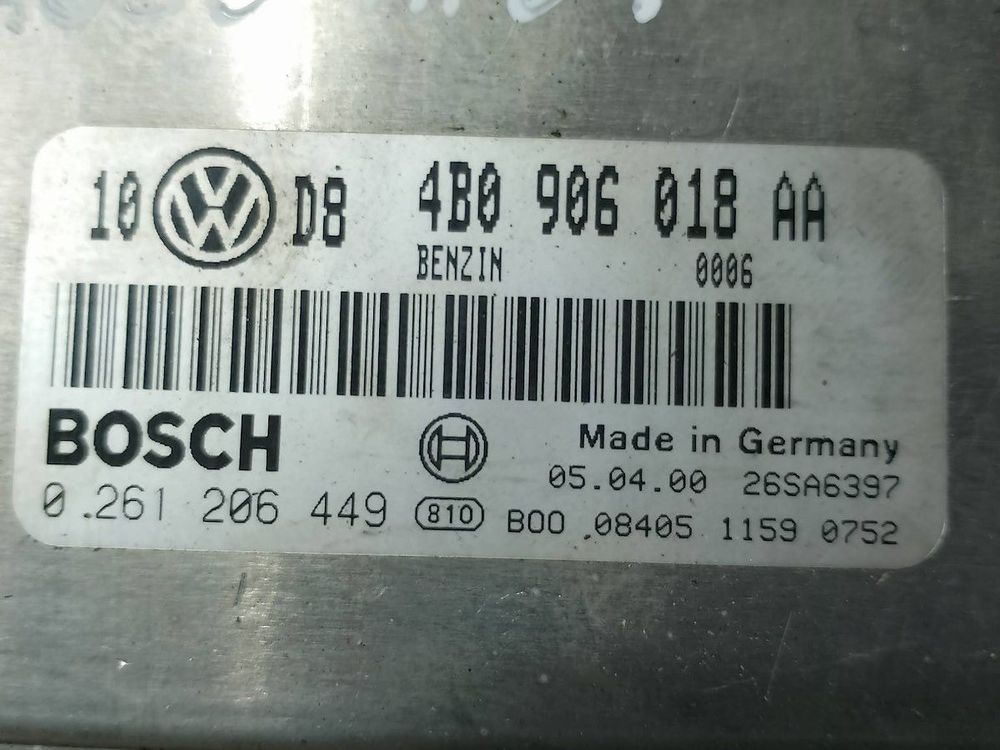 10 VW D8 4B0 906 018 AA
BENZIN 0006
BOSCH
Made in Germany
05.04.00 26SA6397
0 261 206 449 810 B00 08405 1159 0752